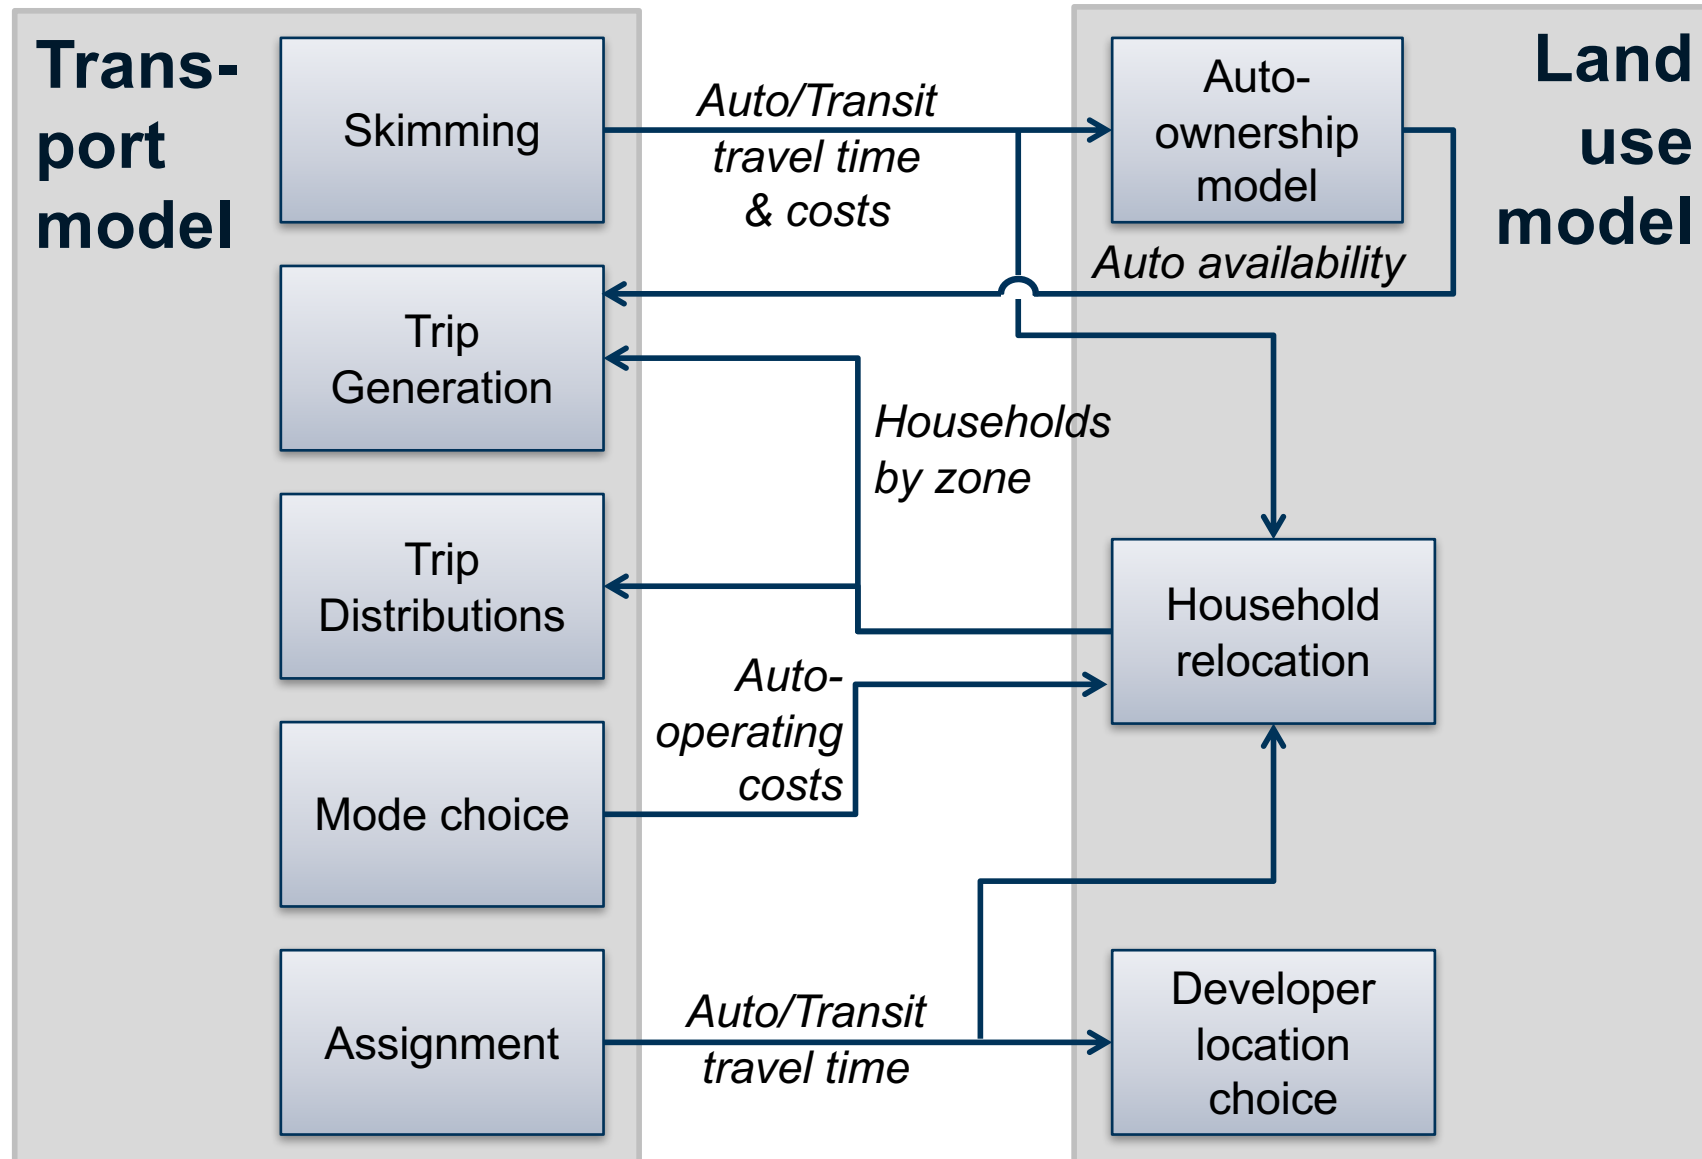 Trans-
port
model
Skimming
Auto/Transit
travel time
& costs
Auto-
ownership
model
Land
use
model
Auto availability
Trip
Generation
Households
by zone
Trip
Distributions
Household
relocation
Auto-
operating
costs
Mode choice
Assignment
Auto/Transit
travel time
Developer
location
choice